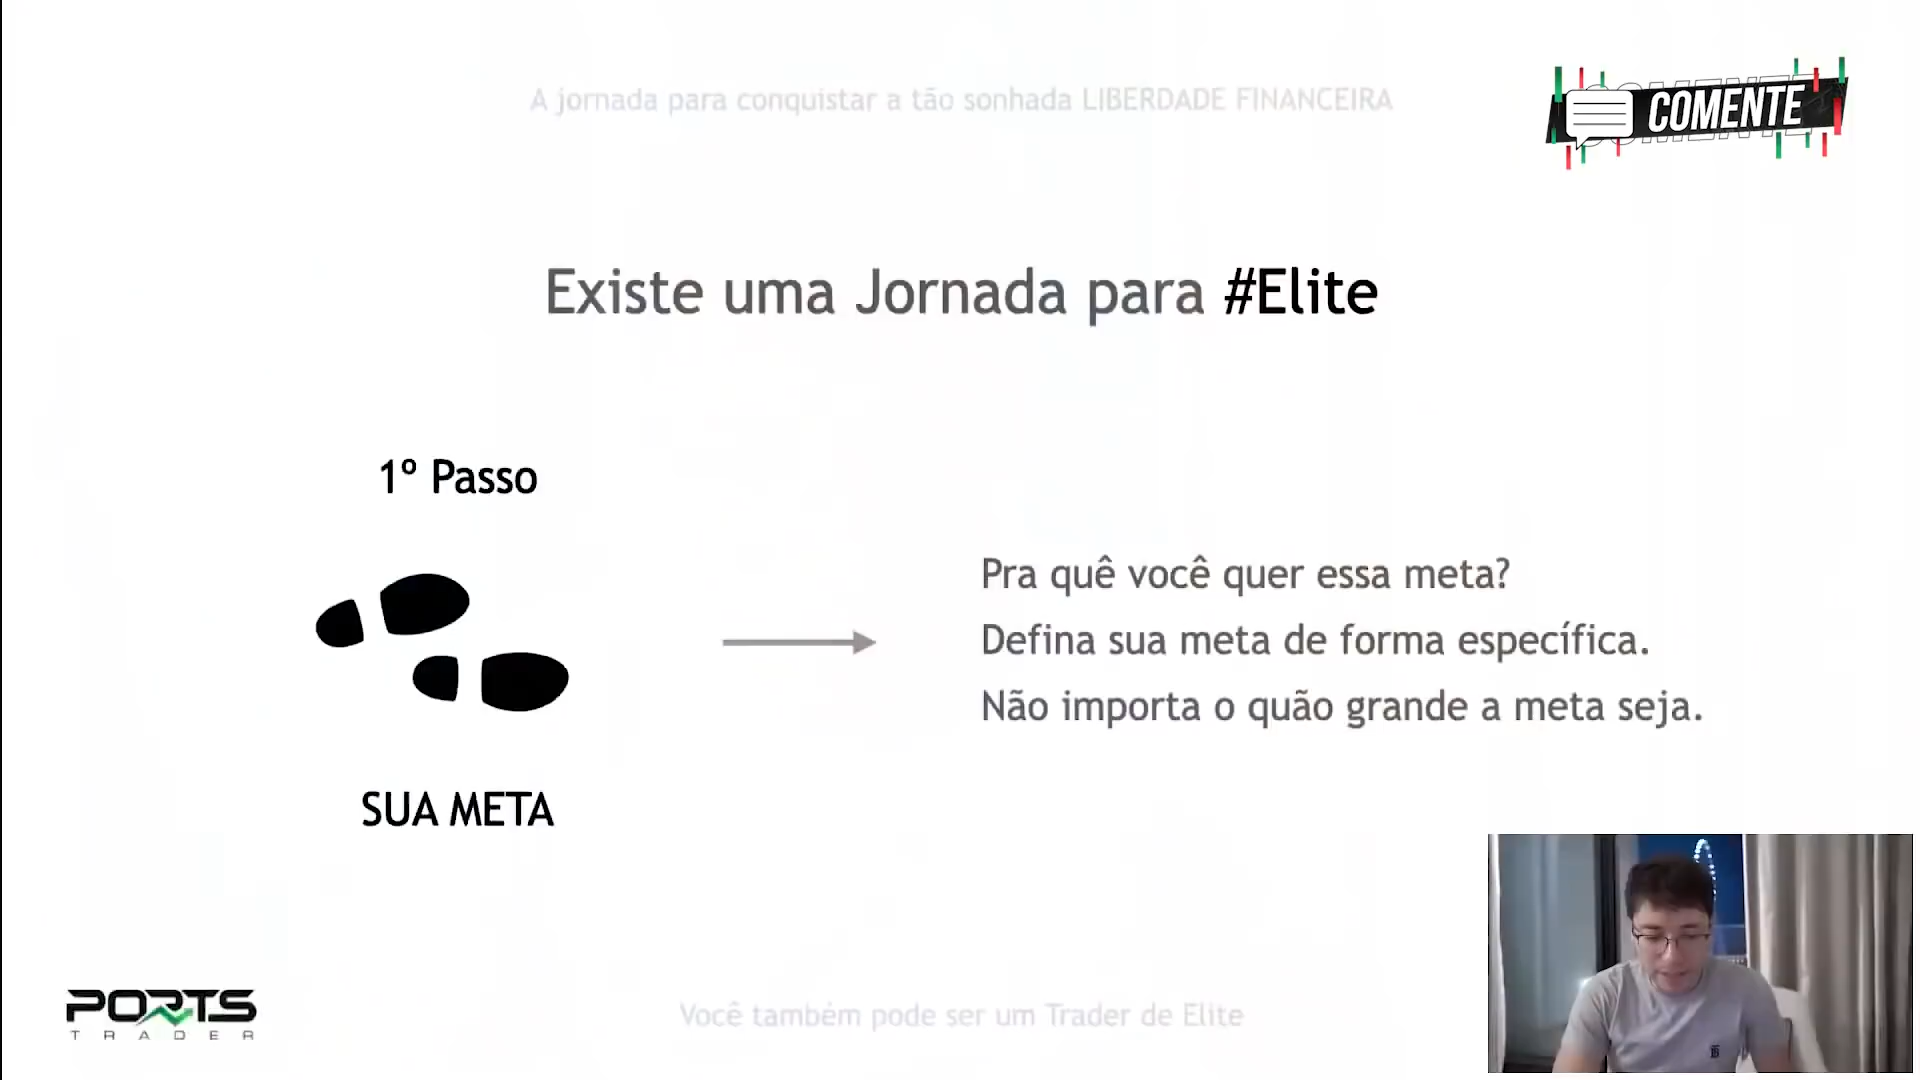 A jornada para conquistar a tão sonhada LIBERDADE FINANCEIRA
COMENTE
Existe uma Jornada para #Elite
1º Passo
Pra quê você quer essa meta?
Defina sua meta de forma específica.
Não importa o quão grande a meta seja.
SUA META
PORTS
TRADER
Você também pode ser um Trader de Elite